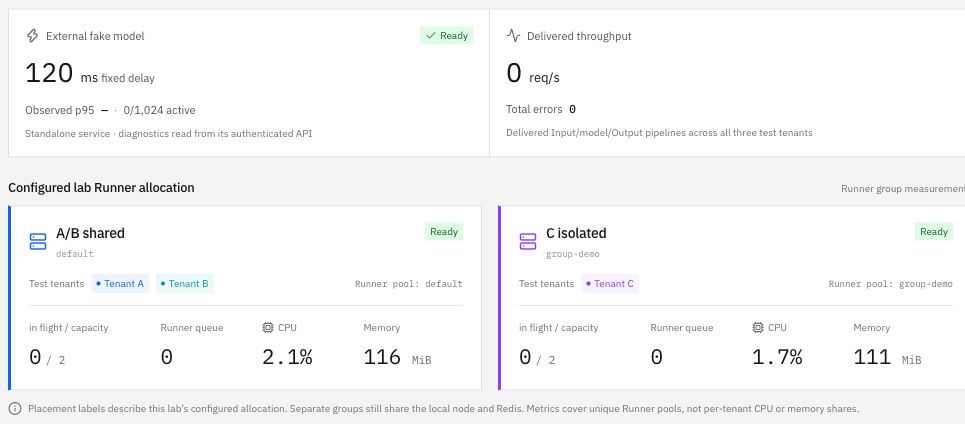 External fake model
Ready
Delivered throughput
120 ms fixed delay
0 req/s
Observed p95 – · 0/1,024 active
Total errors 0
Standalone service · diagnostics read from its authenticated API
Delivered Input/model/Output pipelines across all three test tenants
Configured lab Runner allocation
Runner group measurement
A/B shared
Ready
default
Test tenants Tenant A Tenant B Runner pool: default
in flight / capacity Runner queue CPU Memory
0 / 2 0 2.1% 116 MiB
C isolated
Ready
group-demo
Test tenants Tenant C Runner pool: group-demo
in flight / capacity Runner queue CPU Memory
0 / 2 0 1.7% 111 MiB
Placement labels describe this lab's configured allocation. Separate groups still share the local node and Redis. Metrics cover unique Runner pools, not per-tenant CPU or memory shares.